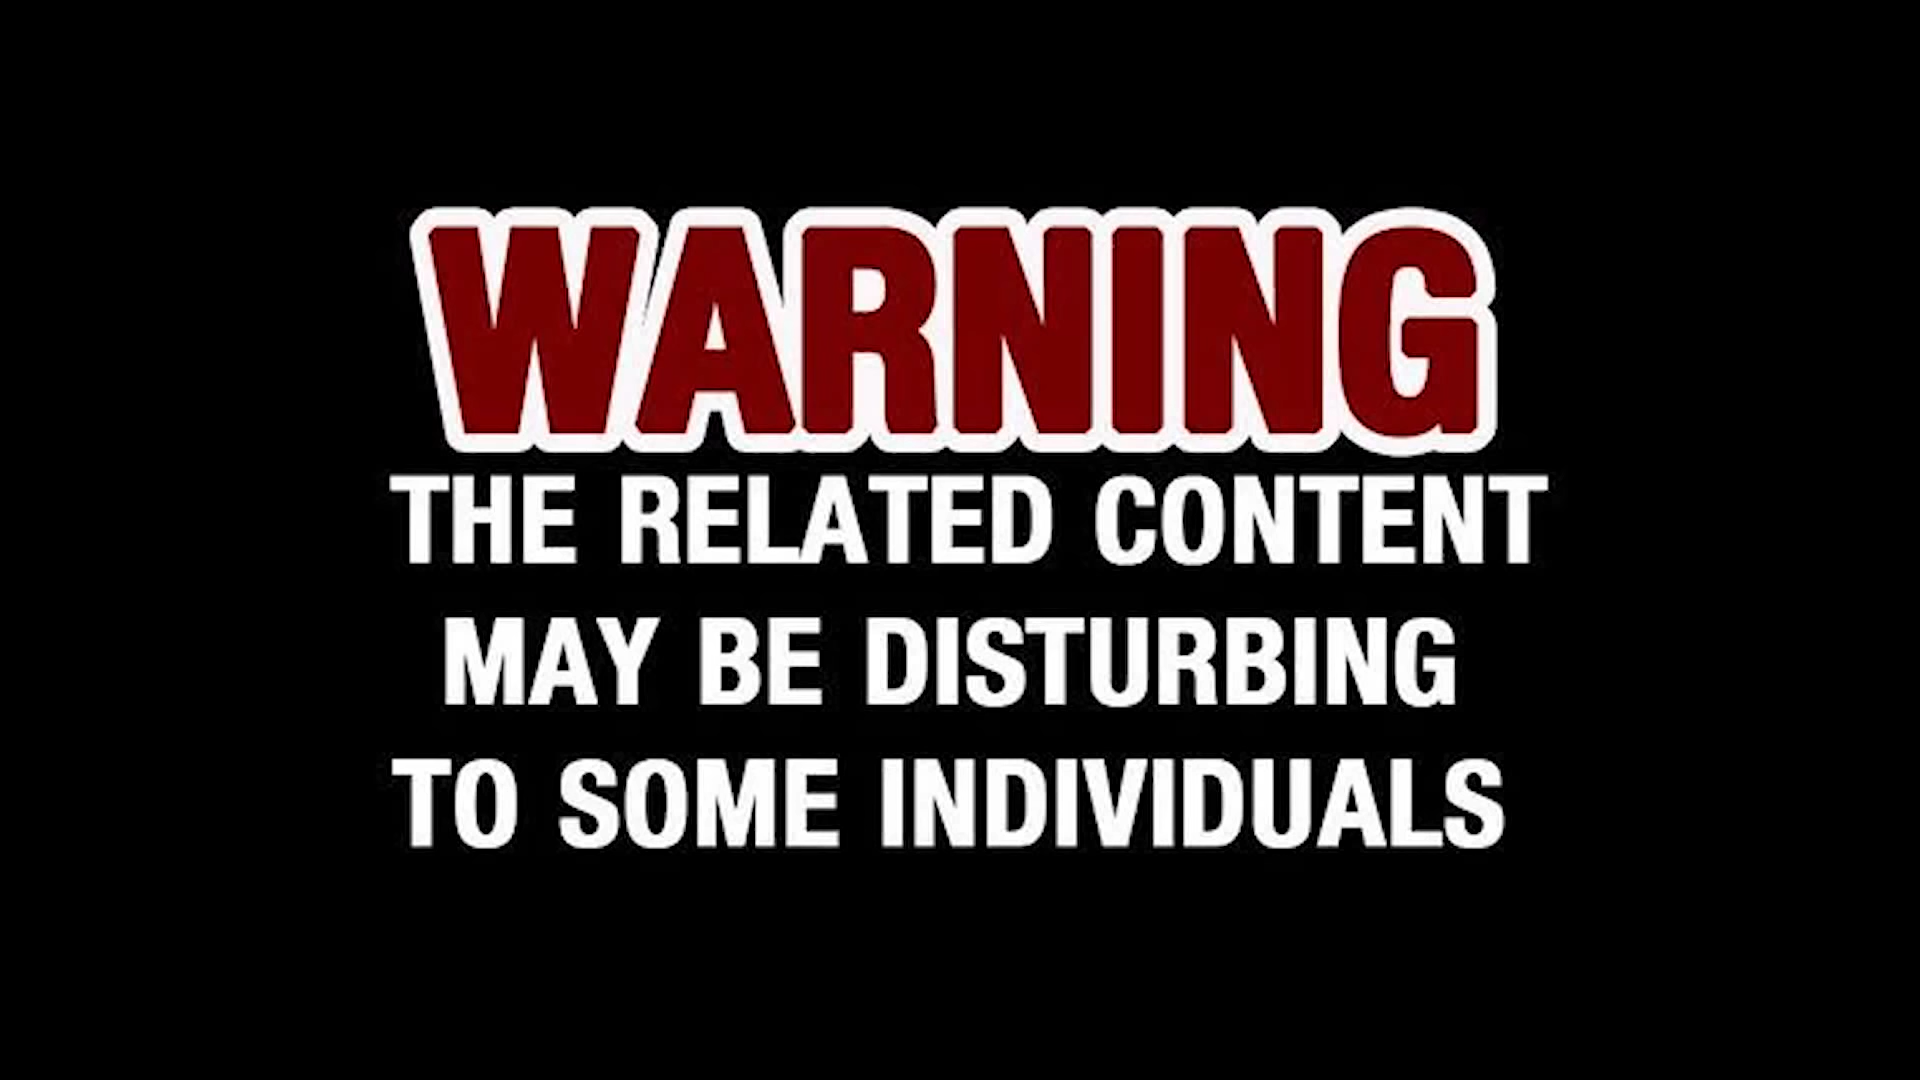 WARNING
THE RELATED CONTENT
MAY BE DISTURBING
TO SOME INDIVIDUALS